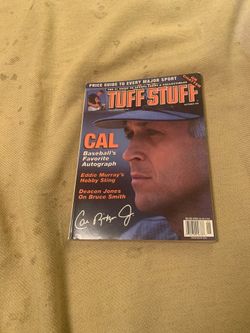 PRICE GUIDE TO EVERY MAJOR SPORT
TUFF STUFF
CAL
Baseball's
Favorite
Autograph
Eddie Murray's
Hobby Sting
Deacon Jones
On Bruce Smith